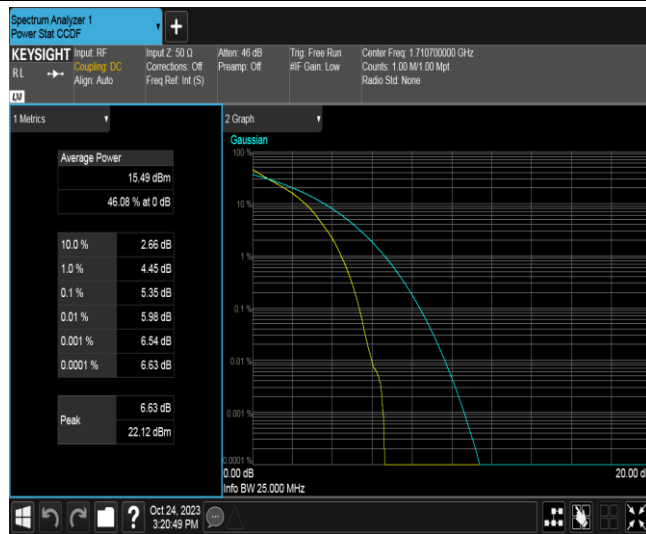 Spectrum Analyzer 1
Power Stat CCDF
+
KEYSIGHT
RL
LXI
Input: RF
Coupling: DC
Align: Auto
Input Z: 50 Ω
Corrections: Off
Freq Ref: Int (S)
Atten: 46 dB
Preamp: Off
Trig: Free Run
#IF Gain: Low
Center Freq: 1.710700000 GHz
Counts: 1.00 M/1.00 Mpt
Radio Std: None
1 Metrics
Average Power
15.49 dBm
46.08 % at 0 dB
10.0 % 2.66 dB
1.0 % 4.45 dB
0.1 % 5.35 dB
0.01 % 5.98 dB
0.001 % 6.54 dB
0.0001 % 6.63 dB
Peak
6.63 dB
22.12 dBm
2 Graph
Gaussian
100 %
10 %
1 %
0.1 %
0.01 %
0.001 %
0.0001 %
0.00 dB 20.00 d
Info BW 25.000 MHz
?
Oct 24, 2023
3:20:49 PM